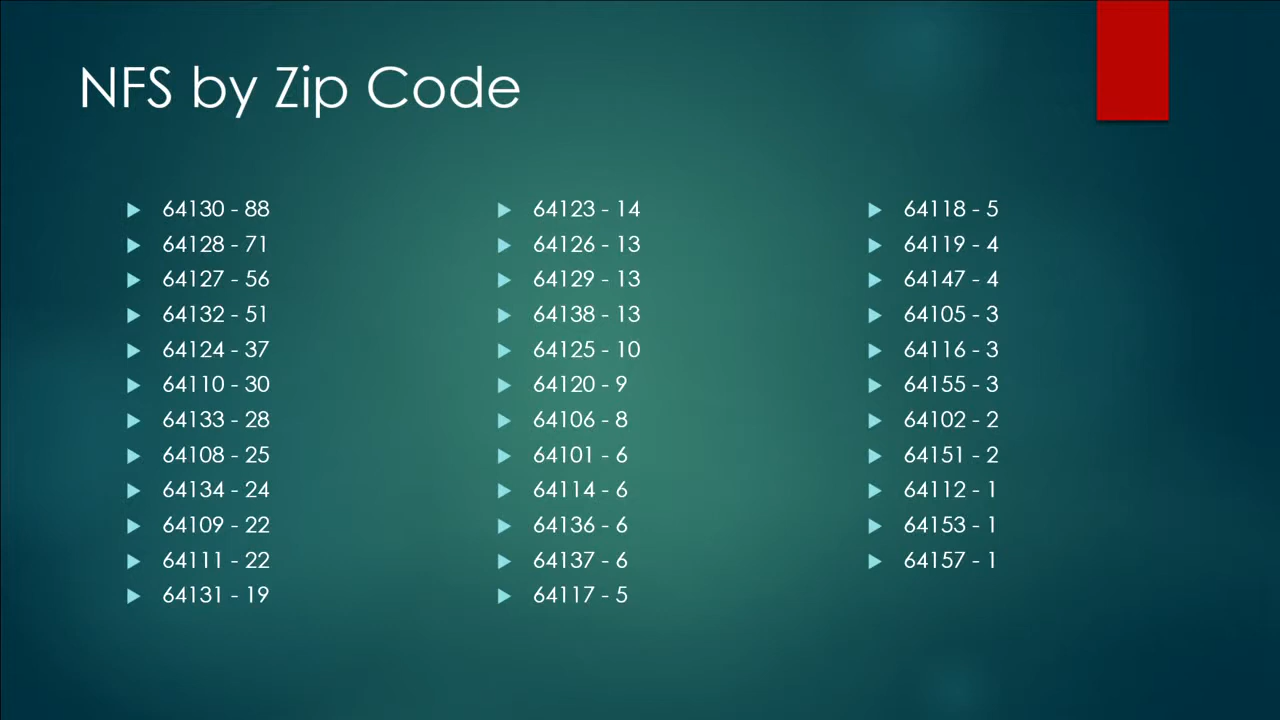 NFS by Zip Code
64130 - 88
64128 - 71
64127 - 56
64132 - 51
64124 - 37
64110 - 30
64133 - 28
64108 - 25
64134 - 24
64109 - 22
64111 - 22
64131 - 19
64123 - 14
64126 - 13
64129 - 13
64138 - 13
64125 - 10
64120 - 9
64106 - 8
64101 - 6
64114 - 6
64136 - 6
64137 - 6
64117 - 5
64118 - 5
64119 - 4
64147 - 4
64105 - 3
64116 - 3
64155 - 3
64102 - 2
64151 - 2
64112 - 1
64153 - 1
64157 - 1